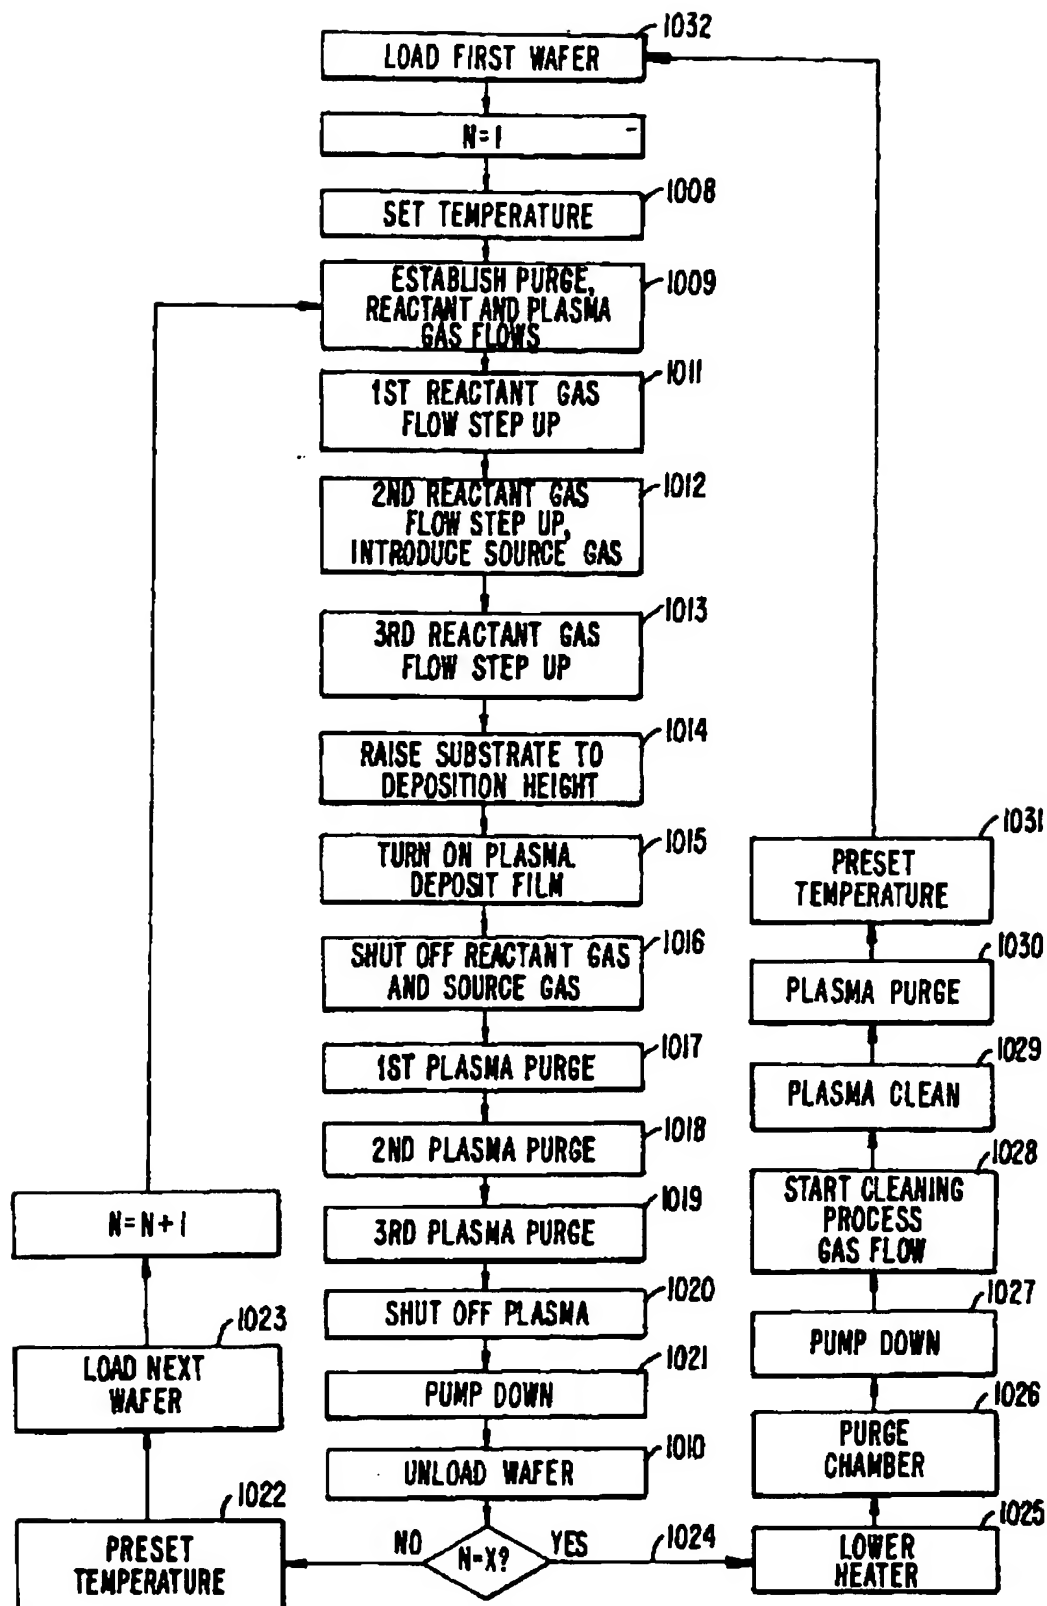 1032
LOAD FIRST WAFER
N=1
1008
SET TEMPERATURE
1009
ESTABLISH PURGE,
REACTANT AND PLASMA
GAS FLOWS
1011
1ST REACTANT GAS
FLOW STEP UP
1012
2ND REACTANT GAS
FLOW STEP UP,
INTRODUCE SOURCE GAS
1013
3RD REACTANT GAS
FLOW STEP UP
1014
RAISE SUBSTRATE TO
DEPOSITION HEIGHT
1015
TURN ON PLASMA.
DEPOSIT FILM
1016
SHUT OFF REACTANT GAS
AND SOURCE GAS
1017
1ST PLASMA PURGE
1018
2ND PLASMA PURGE
1019
3RD PLASMA PURGE
1020
SHUT OFF PLASMA
1021
PUMP DOWN
1010
UNLOAD WAFER
N=X?
NO
YES
1022
PRESET
TEMPERATURE
1023
LOAD NEXT
WAFER
N=N+1
1024
1025
LOWER
HEATER
1026
PURGE
CHAMBER
1027
PUMP DOWN
1028
START CLEANING
PROCESS
GAS FLOW
1029
PLASMA CLEAN
1030
PLASMA PURGE
1031
PRESET
TEMPERATURE